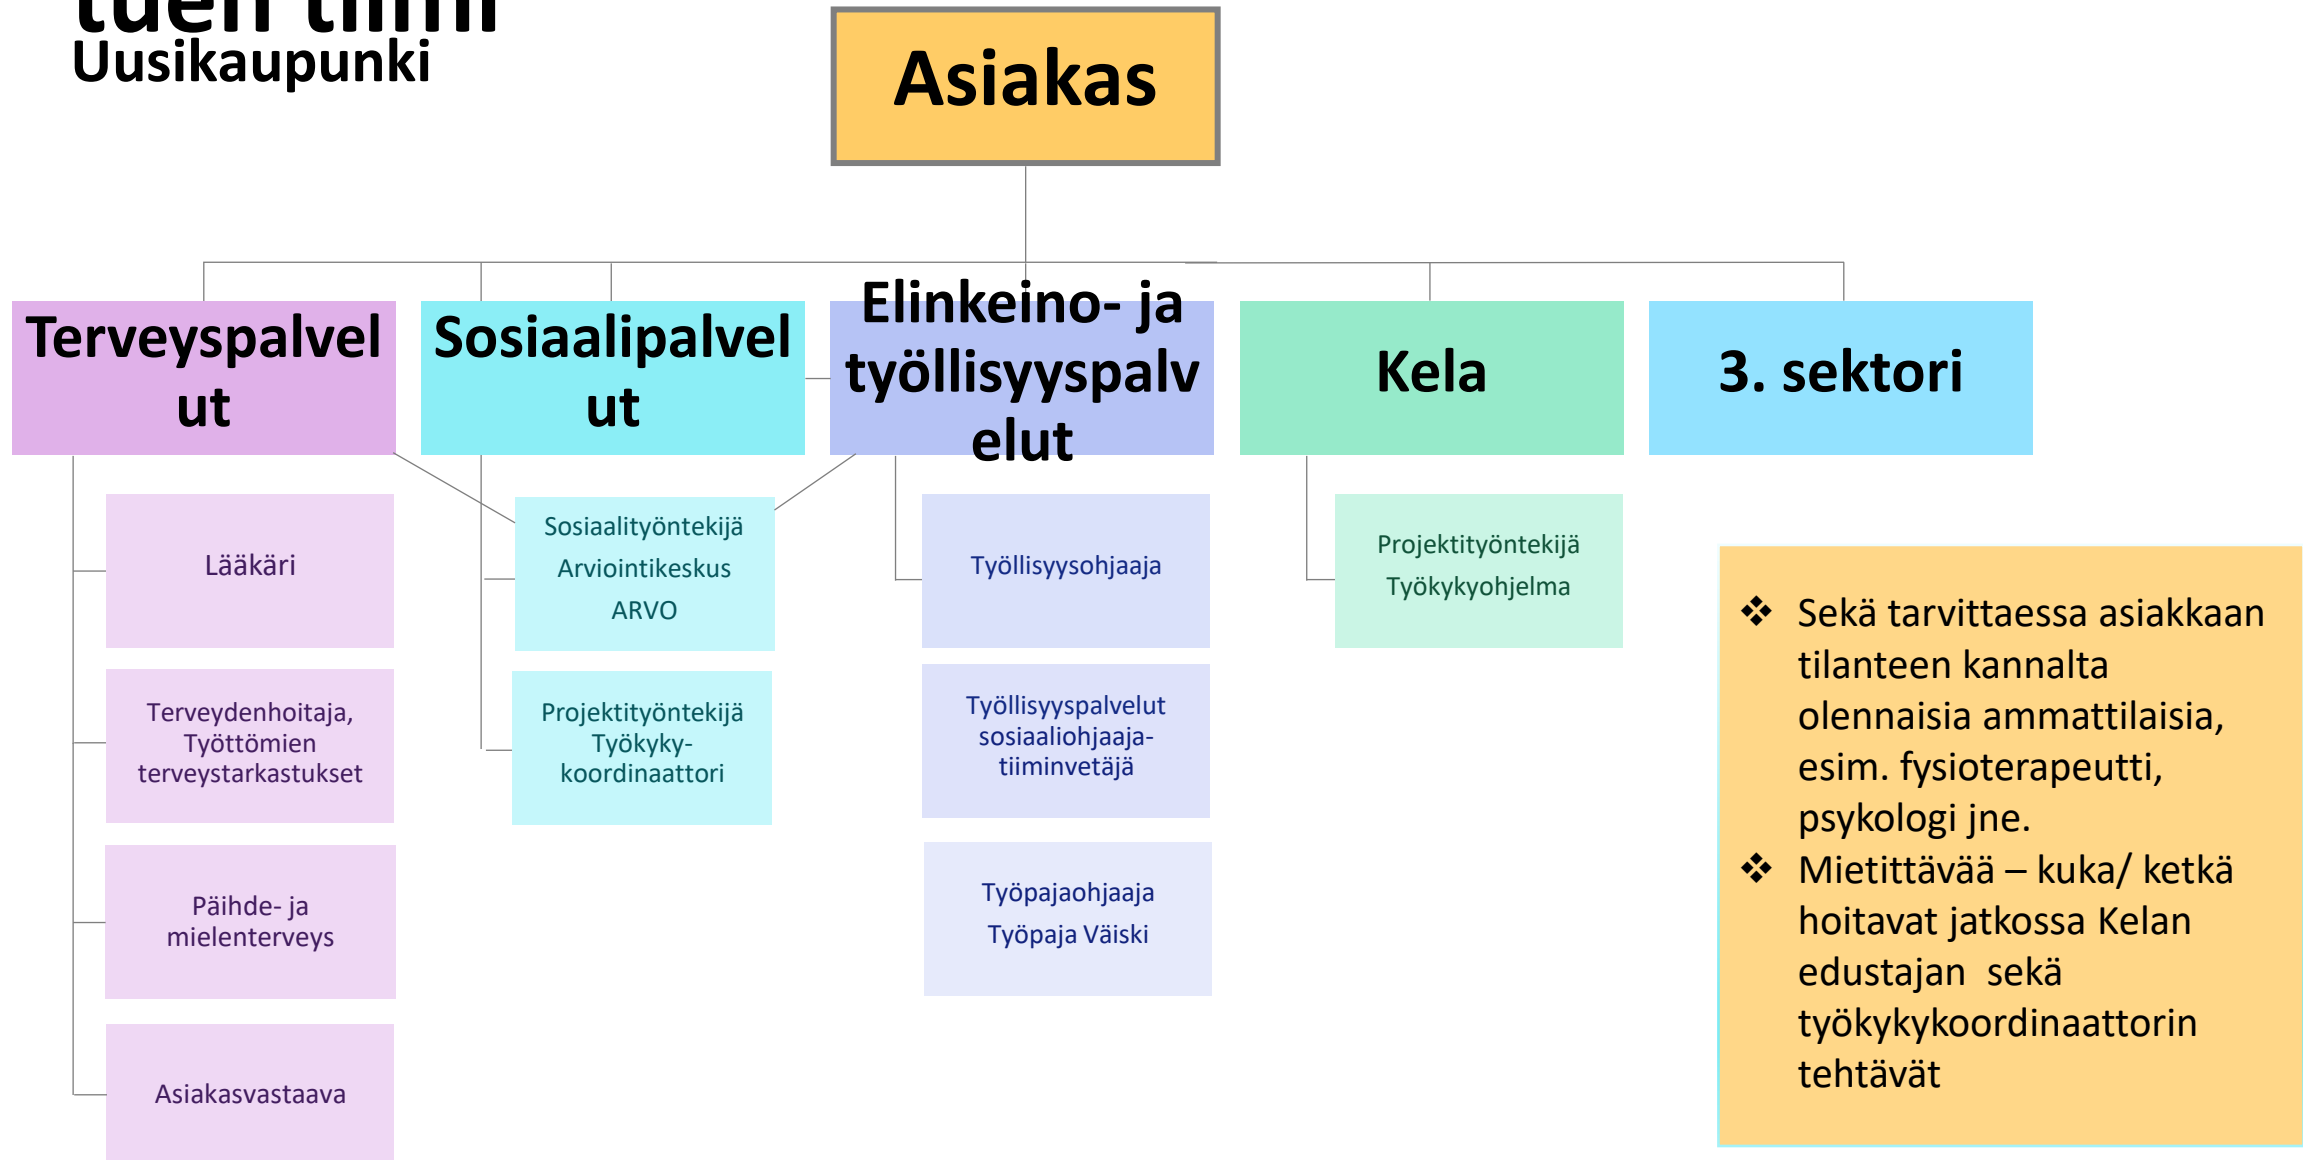 tuen tiimi
Uusikaupunki
Asiakas
Terveyspalvel
ut
Sosiaalipalvel
ut
Elinkeino- ja
työllisyyspalv
elut
Kela
3. sektori
Lääkäri
Terveydenhoitaja,
Työttömien
terveystarkastukset
Päihde- ja
mielenterveys
Asiakasvastaava
Sosiaalityöntekijä
Arviointikeskus
ARVO
Projektityöntekijä
Työkyky-
koordinaattori
Työllisyysohjaaja
Työllisyyspalvelut
sosiaaliohjaaja-
tiiminvetäjä
Työpajaohjaaja
Työpaja Väiski
Projektityöntekijä
Työkykyohjelma
❖ Sekä tarvittaessa asiakkaan
tilanteen kannalta
olennaisia ammattilaisia,
esim. fysioterapeutti,
psykologi jne.
❖ Mietittävää – kuka/ ketkä
hoitavat jatkossa Kelan
edustajan sekä
työkykykoordinaattorin
tehtävät